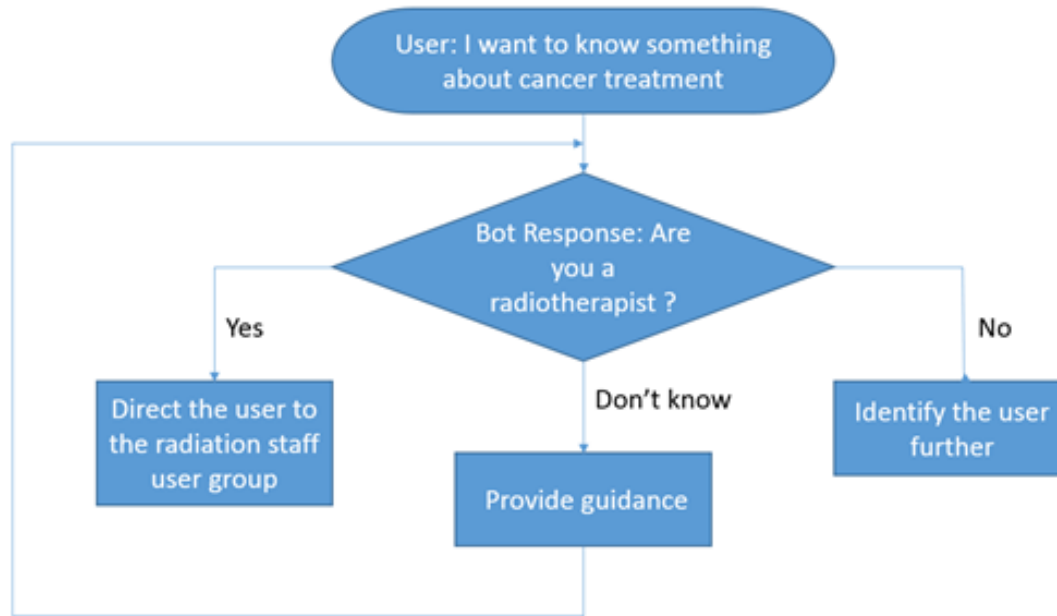 User: I want to know something
about cancer treatment
Bot Response: Are
you a
radiotherapist ?
Yes
No
Direct the user to
the radiation staff
user group
Don't know
Identify the user
further
Provide guidance